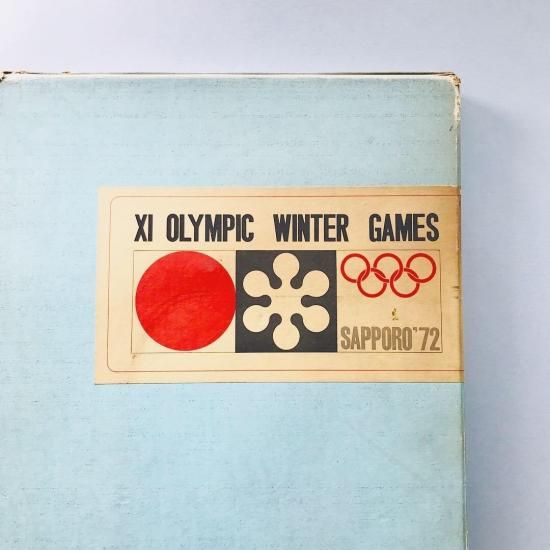 XI OLYMPIC WINTER GAMES
SAPPORO'72